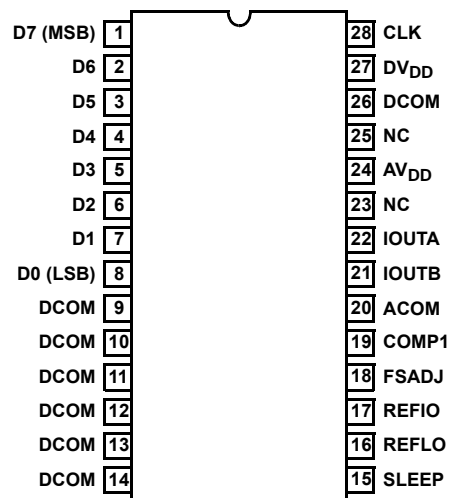 D7 (MSB) 1 28 CLK
D6 2 27 DVDD
D5 3 26 DCOM
D4 4 25 NC
D3 5 24 AVDD
D2 6 23 NC
D1 7 22 IOUTA
D0 (LSB) 8 21 IOUTB
DCOM 9 20 ACOM
DCOM 10 19 COMP1
DCOM 11 18 FSADJ
DCOM 12 17 REFIO
DCOM 13 16 REFLO
DCOM 14 15 SLEEP